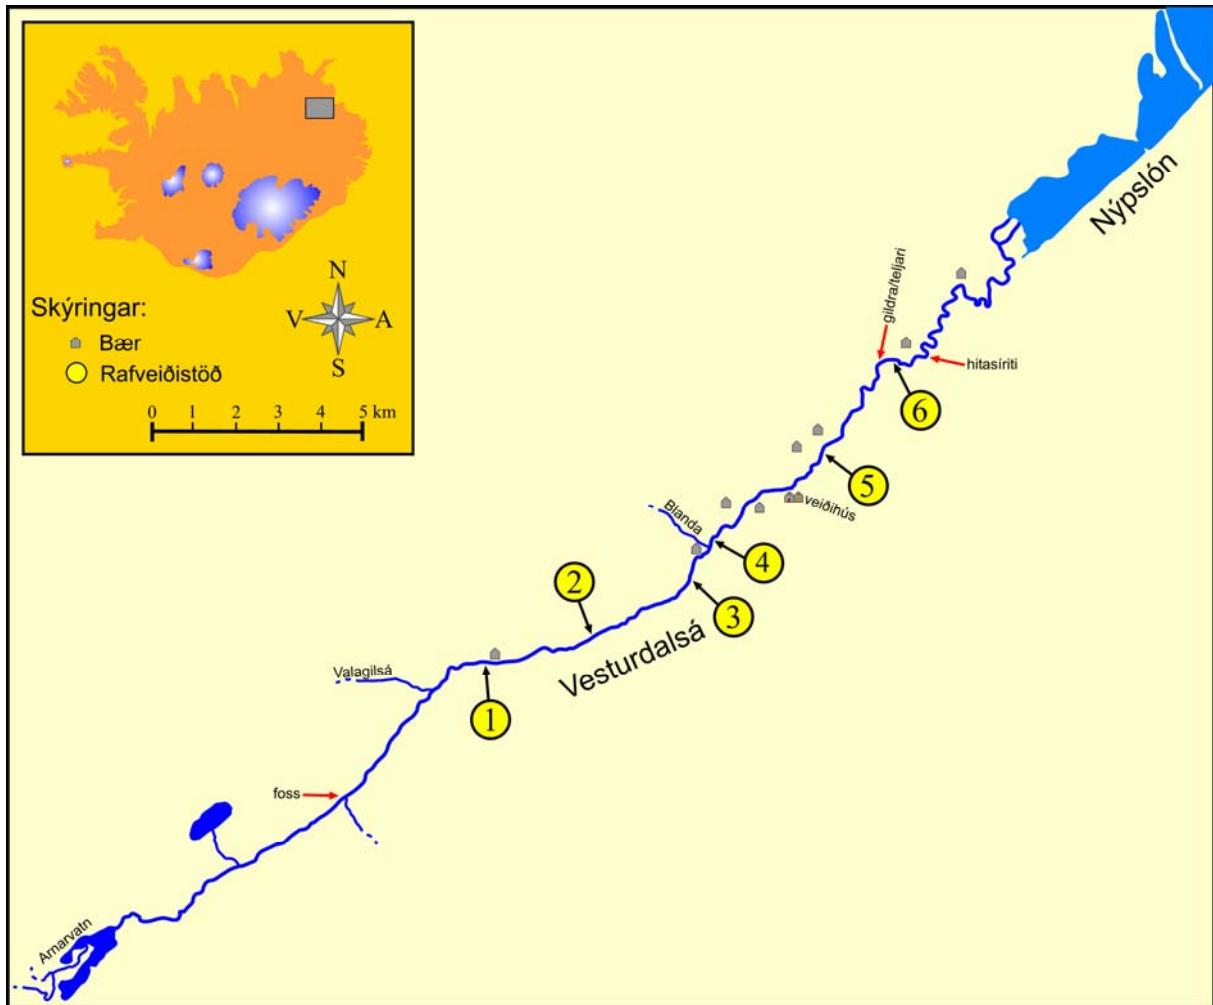 N
V A
S
Skýringar:
Bær
Rafveiðistöð
0 1 2 3 4 5 km
Nýpslón
gildra/teljari
hitasíriti
6
5
veiðihús
Blanda
4
2
3
Vesturdalsá
Valagilsá
1
foss
Arnarvatn